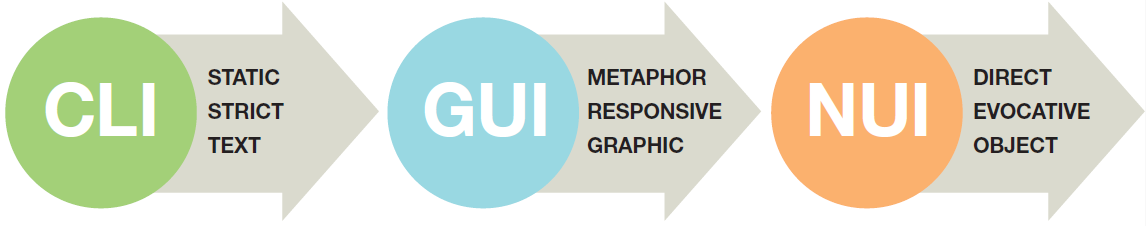 CLI
STATIC
STRICT
TEXT
GUI
METAPHOR
RESPONSIVE
GRAPHIC
NUI
DIRECT
EVOCATIVE
OBJECT